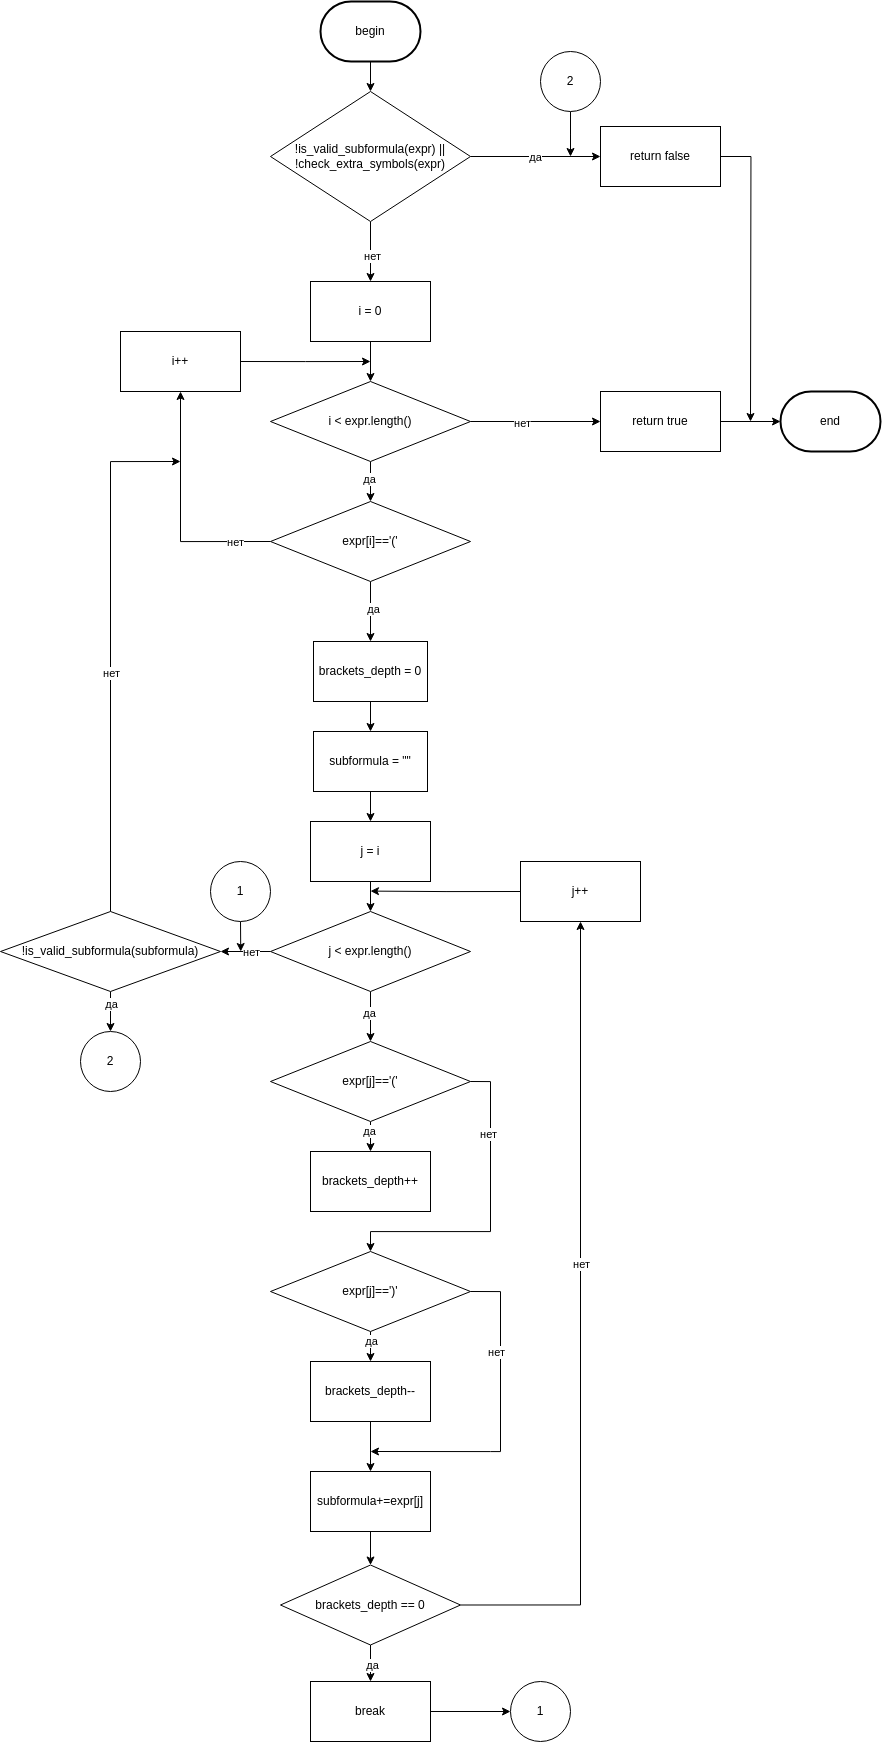 begin
2
!is_valid_subformula(expr) ||
!check_extra_symbols(expr)
да
return false
нет
i = 0
i++
i < expr.length()
нет
return true
end
да
expr[i]=='('
нет
да
brackets_depth = 0
нет
subformula = ""
j = i
1
j++
!is_valid_subformula(subformula)
нет
j < expr.length()
да
да
2
expr[j]=='('
да
нет
brackets_depth++
нет
expr[j]==')'
да
нет
brackets_depth--
subformula+=expr[j]
brackets_depth == 0
да
break
1